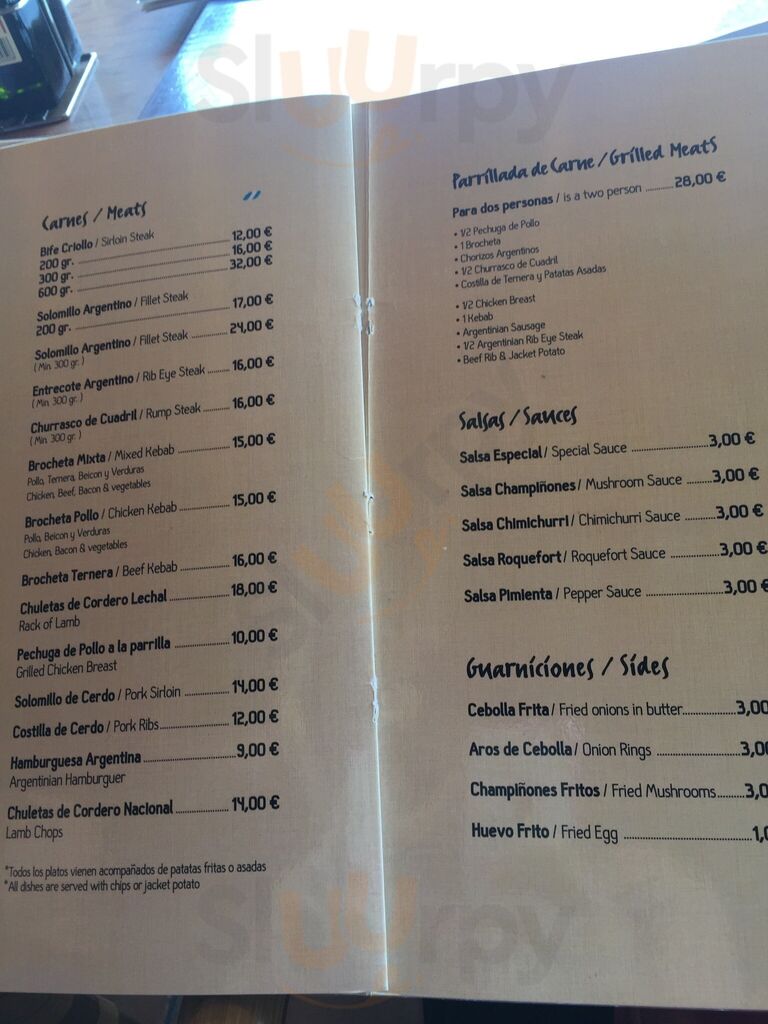 Sluurpy
Carnes / Meats
Bife Criollo / Sirloin Steak
200 gr. 12,00 €
300 gr. 16,00 €
600 gr. 32,00 €
Solomillo Argentino / Fillet Steak
200 gr. 17,00 €
Solomillo Argentino / Fillet Steak 24,00 €
( Min. 300 gr. )
Entrecote Argentino / Rib Eye Steak 16,00 €
( Min. 300 gr. )
Churrasco de Cuadril / Rump Steak 16,00 €
( Min. 300 gr. )
Brocheta Mixta / Mixed Kebab 15,00 €
Pollo, Ternera, Beicon y Verduras
Chicken, Beef, Bacon & vegetables
Brocheta Pollo / Chicken Kebab 15,00 €
Pollo, Beicon y Verduras
Chicken, Bacon & vegetables
Brocheta Ternera / Beef Kebab 16,00 €
Chuletas de Cordero Lechal 18,00 €
Rack of Lamb
Pechuga de Pollo a la parrilla 10,00 €
Grilled Chicken Breast
Solomillo de Cerdo / Pork Sirloin 14,00 €
Costilla de Cerdo / Pork Ribs 12,00 €
Hamburguesa Argentina 9,00 €
Argentinian Hamburguer
Chuletas de Cordero Nacional 14,00 €
Lamb Chops
*Todos los platos vienen acompañados de patatas fritas o asadas
*All dishes are served with chips or jacket potato
Parrillada de Carne / Grilled Meats
Para dos personas / is a two person 28,00 €
• 1/2 Pechuga de Pollo
• 1 Brocheta
• Chorizos Argentinos
• 1/2 Churrasco de Cuadril
• Costilla de Ternera y Patatas Asadas
• 1/2 Chicken Breast
• 1 Kebab
• Argentinian Sausage
• 1/2 Argentinian Rib Eye Steak
• Beef Rib & Jacket Potato
Salsas / Sauces
Salsa Especial / Special Sauce 3,00 €
Salsa Champiñones / Mushroom Sauce 3,00 €
Salsa Chimichurri / Chimichurri Sauce 3,00 €
Salsa Roquefort / Roquefort Sauce 3,00 €
Salsa Pimienta / Pepper Sauce 3,00 €
Guarniciones / Sides
Cebolla Frita / Fried onions in butter 3,00
Aros de Cebolla / Onion Rings 3,0
Champiñones Fritos / Fried Mushrooms 3,0
Huevo Frito / Fried Egg 1,
Sluurpy